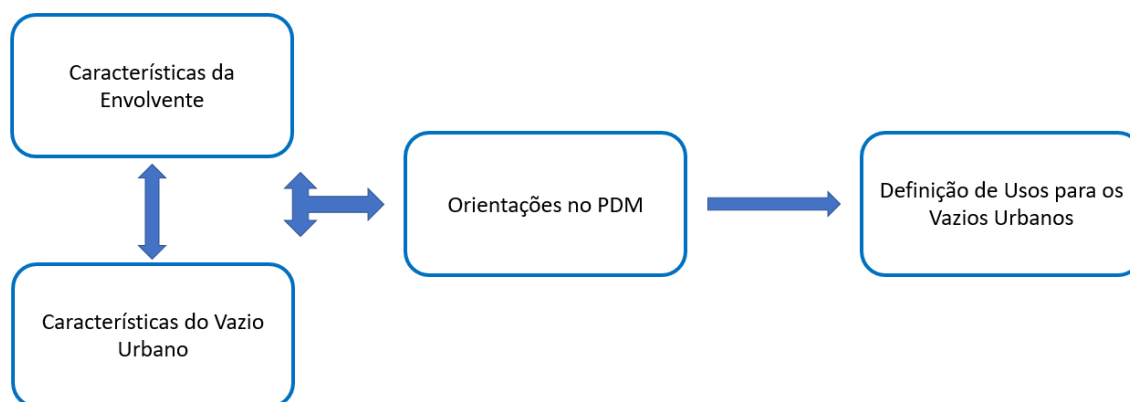 Características da
Envolvente
Características do Vazio
Urbano
Orientações no PDM
Definição de Usos para os
Vazios Urbanos